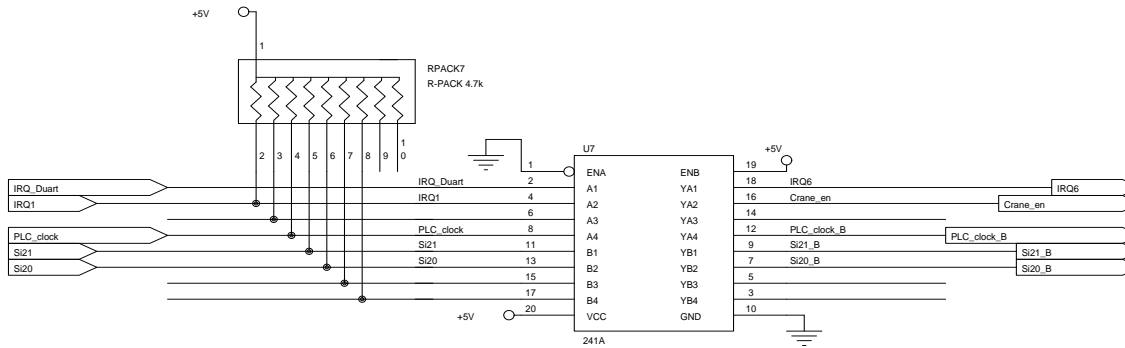 +5V
1
RPACK7
R-PACK 4.7k
2 3 4 5 6 7 8 9 10
U7
+5V
1 ENA ENB 19
IRQ_Duart IRQ_Duart 2 A1 YA1 18 IRQ6 IRQ6
IRQ1 IRQ1 4 A2 YA2 16 Crane_en Crane_en
6 A3 YA3 14
PLC_clock PLC_clock 8 A4 YA4 12 PLC_clock_B PLC_clock_B
Si21 Si21 11 B1 YB1 9 Si21_B Si21_B
Si20 Si20 13 B2 YB2 7 Si20_B Si20_B
15 B3 YB3 5
17 B4 YB4 3
+5V 20 VCC GND 10
241A